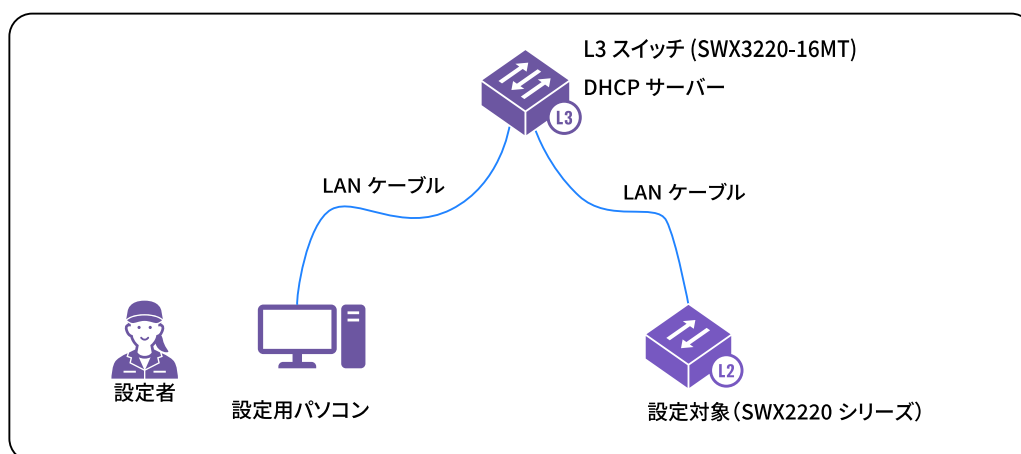 L3 スイッチ (SWX3220-16MT)
DHCP サーバー
L3
LAN ケーブル
LAN ケーブル
L2
設定者
設定用パソコン
設定対象（SWX2220 シリーズ）